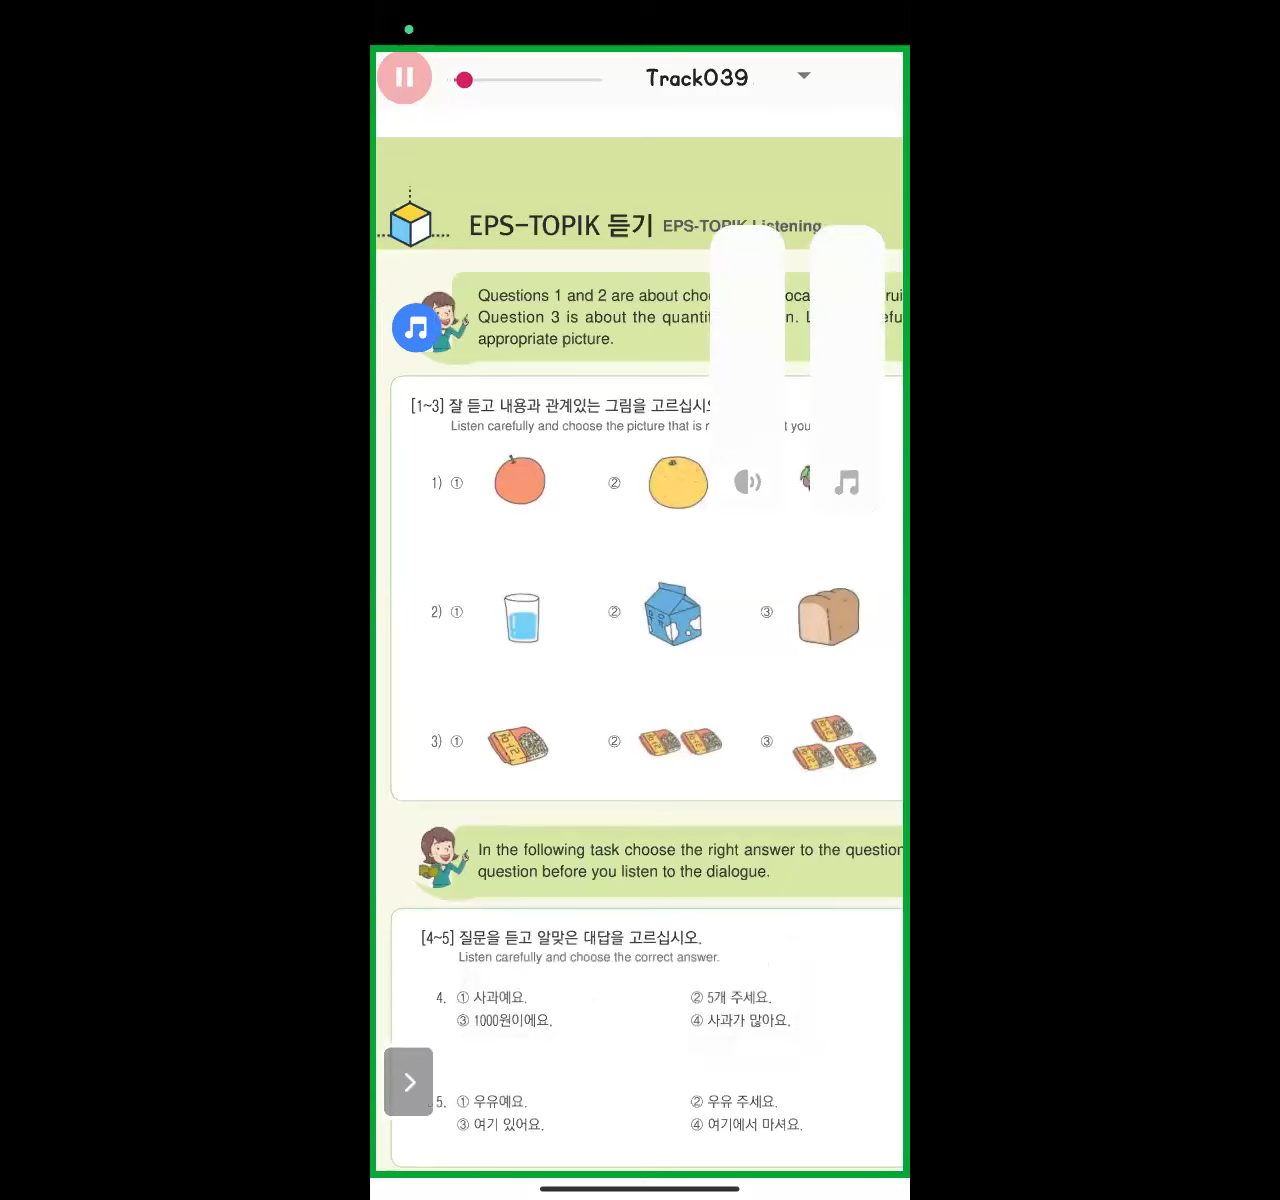 Track039
EPS-TOPIK 듣기 EPS-TOPIK Listening
Questions 1 and 2 are about
Question 3 is about the
appropriate picture.
[1~3] 잘 듣고 내용과 관계있는 그림을 고르십시오
Listen carefully and choose the picture that is you
1) ① ②
2) ① ② ③
우유
3) ① ② ③
In the following task choose the right answer to the question
question before you listen to the dialogue.
[4~5] 질문을 듣고 알맞은 대답을 고르십시오.
Listen carefully and choose the correct answer.
4. ① 사과예요. ② 5개 주세요.
③ 1000원이에요. ④ 사과가 많아요.
5. ① 우유예요. ② 우유 주세요.
③ 여기 있어요. ④ 여기에서 마셔요.